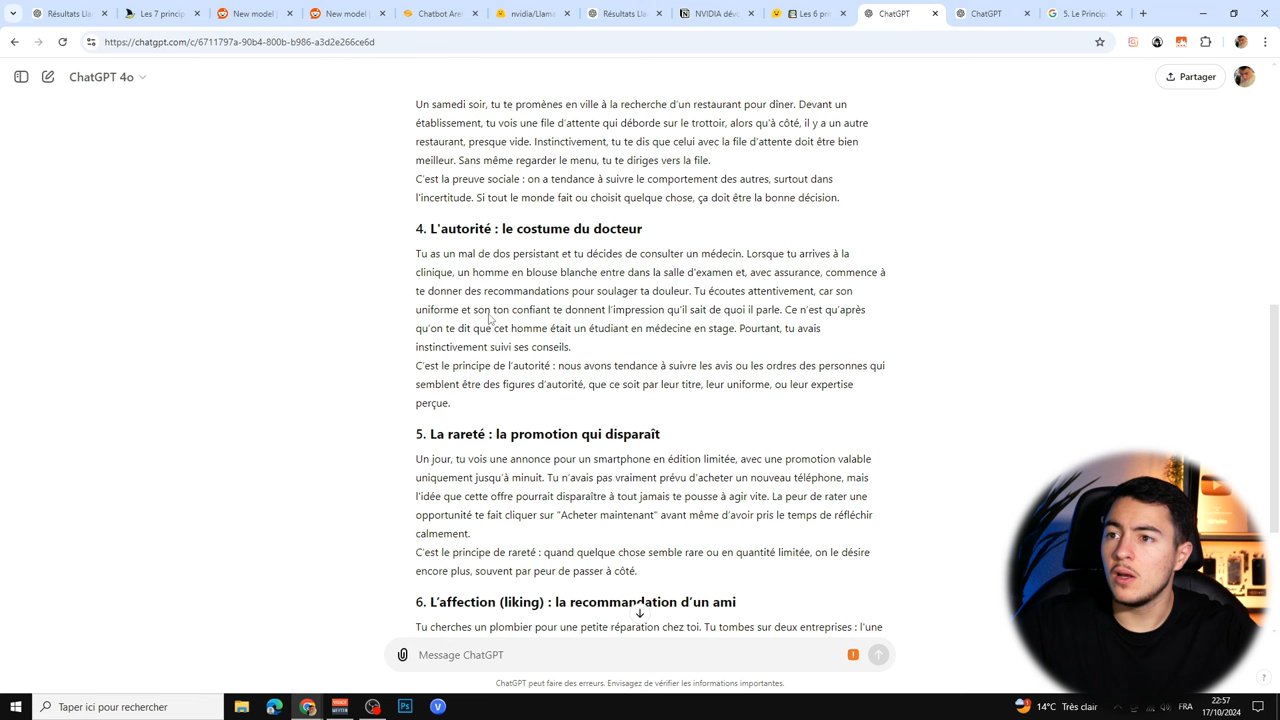 Résultats Lla
Les 7 princip
New model
New model
Chatbot Are
nvidia/Llama
Résultats Lla
NVIDIA dévo
Les 6 prin
ChatGPT
ChatGPT
5. Le Princip
https://chatgpt.com/c/6711797a-90b4-800b-b986-a3d2e266ce6d
ChatGPT 4o
Partager
Un samedi soir, tu te promènes en ville à la recherche d'un restaurant pour dîner. Devant un
établissement, tu vois une file d'attente qui déborde sur le trottoir, alors qu'à côté, il y a un autre
restaurant, presque vide. Instinctivement, tu te dis que celui avec la file d'attente doit être bien
meilleur. Sans même regarder le menu, tu te diriges vers la file.
C'est la preuve sociale : on a tendance à suivre le comportement des autres, surtout dans
l'incertitude. Si tout le monde fait ou choisit quelque chose, ça doit être la bonne décision.
4. L'autorité : le costume du docteur
Tu as un mal de dos persistant et tu décides de consulter un médecin. Lorsque tu arrives à la
clinique, un homme en blouse blanche entre dans la salle d'examen et, avec assurance, commence à
te donner des recommandations pour soulager ta douleur. Tu écoutes attentivement, car son
uniforme et son ton confiant te donnent l'impression qu'il sait de quoi il parle. Ce n'est qu'après
qu'on te dit que cet homme était un étudiant en médecine en stage. Pourtant, tu avais
instinctivement suivi ses conseils.
C'est le principe de l'autorité : nous avons tendance à suivre les avis ou les ordres des personnes qui
semblent être des figures d'autorité, que ce soit par leur titre, leur uniforme, ou leur expertise
perçue.
5. La rareté : la promotion qui disparaît
Un jour, tu vois une annonce pour un smartphone en édition limitée, avec une promotion valable
uniquement jusqu'à minuit. Tu n'avais pas vraiment prévu d'acheter un nouveau téléphone, mais
l'idée que cette offre pourrait disparaître à tout jamais te pousse à agir vite. La peur de rater une
opportunité te fait cliquer sur "Acheter maintenant" avant même d'avoir pris le temps de réfléchir
calmement.
C'est le principe de rareté : quand quelque chose semble rare ou en quantité limitée, on le désire
encore plus, souvent par peur de passer à côté.
6. L'affection (liking) : la recommandation d'un ami
Tu cherches un plombier pour une petite réparation chez toi. Tu tombes sur deux entreprises : l'une
Message ChatGPT
ChatGPT peut faire des erreurs. Envisagez de vérifier les informations importantes.
Taper ici pour rechercher
14°C Très clair
FRA
22:57
17/10/2024